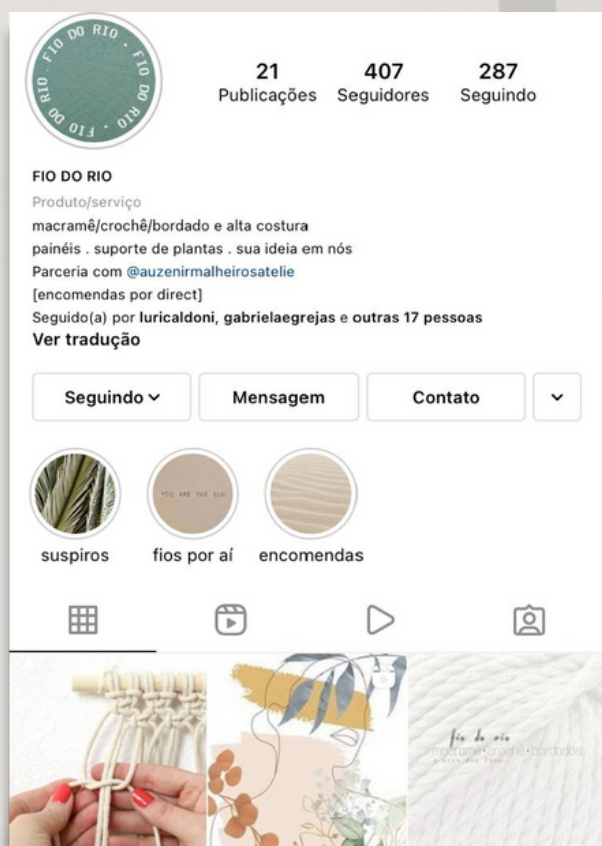 FIO DO RIO . FIO DO RIO . FIO DO RIO . FIO DO RIO .
21 407 287
Publicações Seguidores Seguindo
FIO DO RIO
Produto/serviço
macramê/crochê/bordado e alta costura
painéis . suporte de plantas . sua ideia em nós
Parceria com @auzenirmalheirosatelie
[encomendas por direct]
Seguido(a) por luricaldoni, gabrielaegrejas e outras 17 pessoas
Ver tradução
Seguindo Mensagem Contato
YOU ARE THE SUN
suspiros fios por aí encomendas
fio do rio
macramê•crochê•bordados